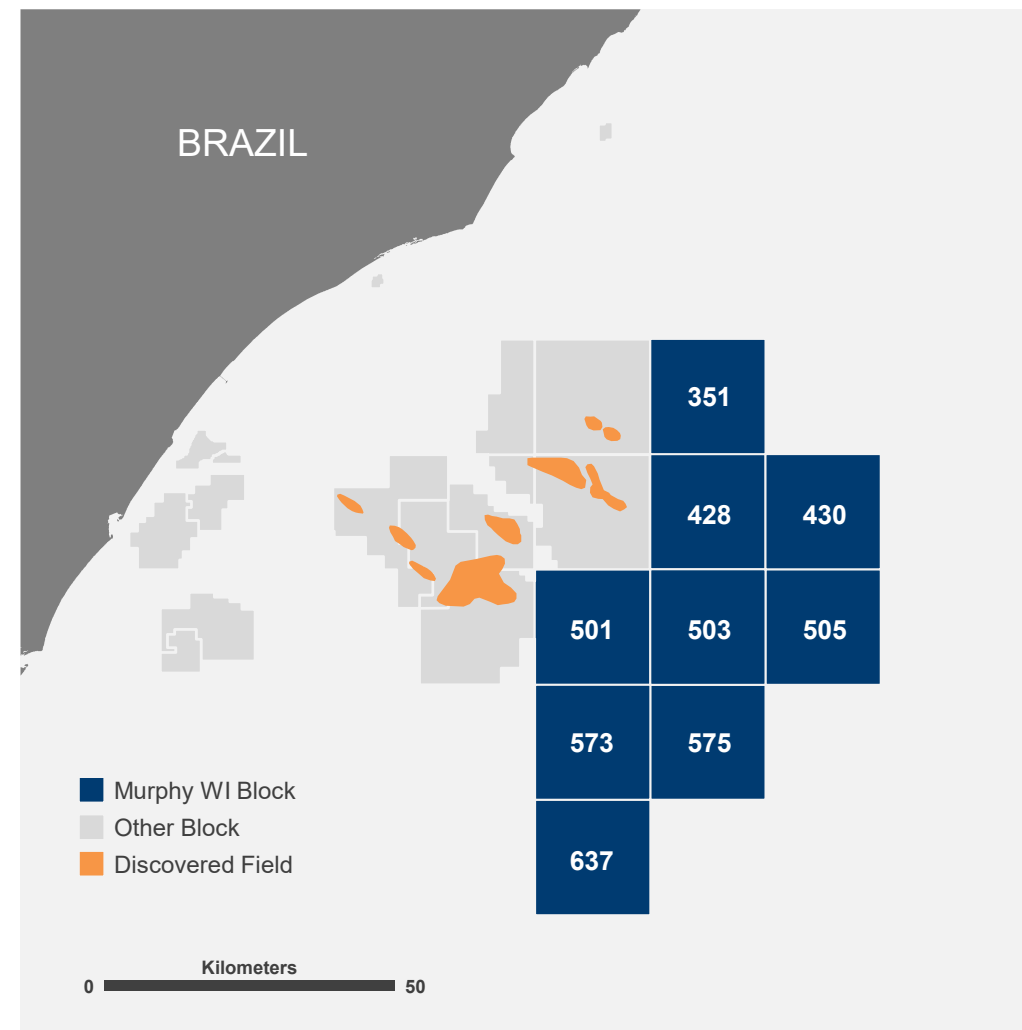 BRAZIL
351
428 430
501 503 505
573 575
637
Murphy WI Block
Other Block
Discovered Field
Kilometers
0 50